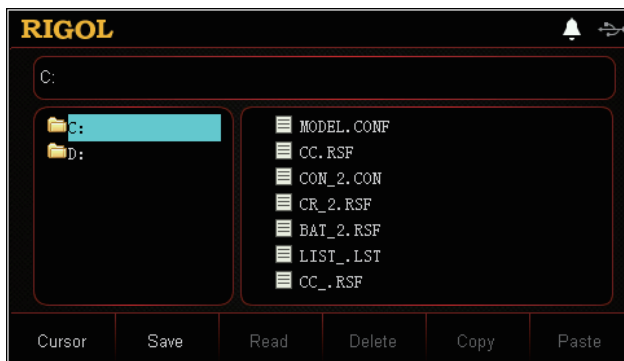 RIGOL
C:
C:
D:
MODEL.CONF
CC.RSF
CON_2.CON
CR_2.RSF
BAT_2.RSF
LIST_.LST
CC_.RSF
Cursor Save Read Delete Copy Paste